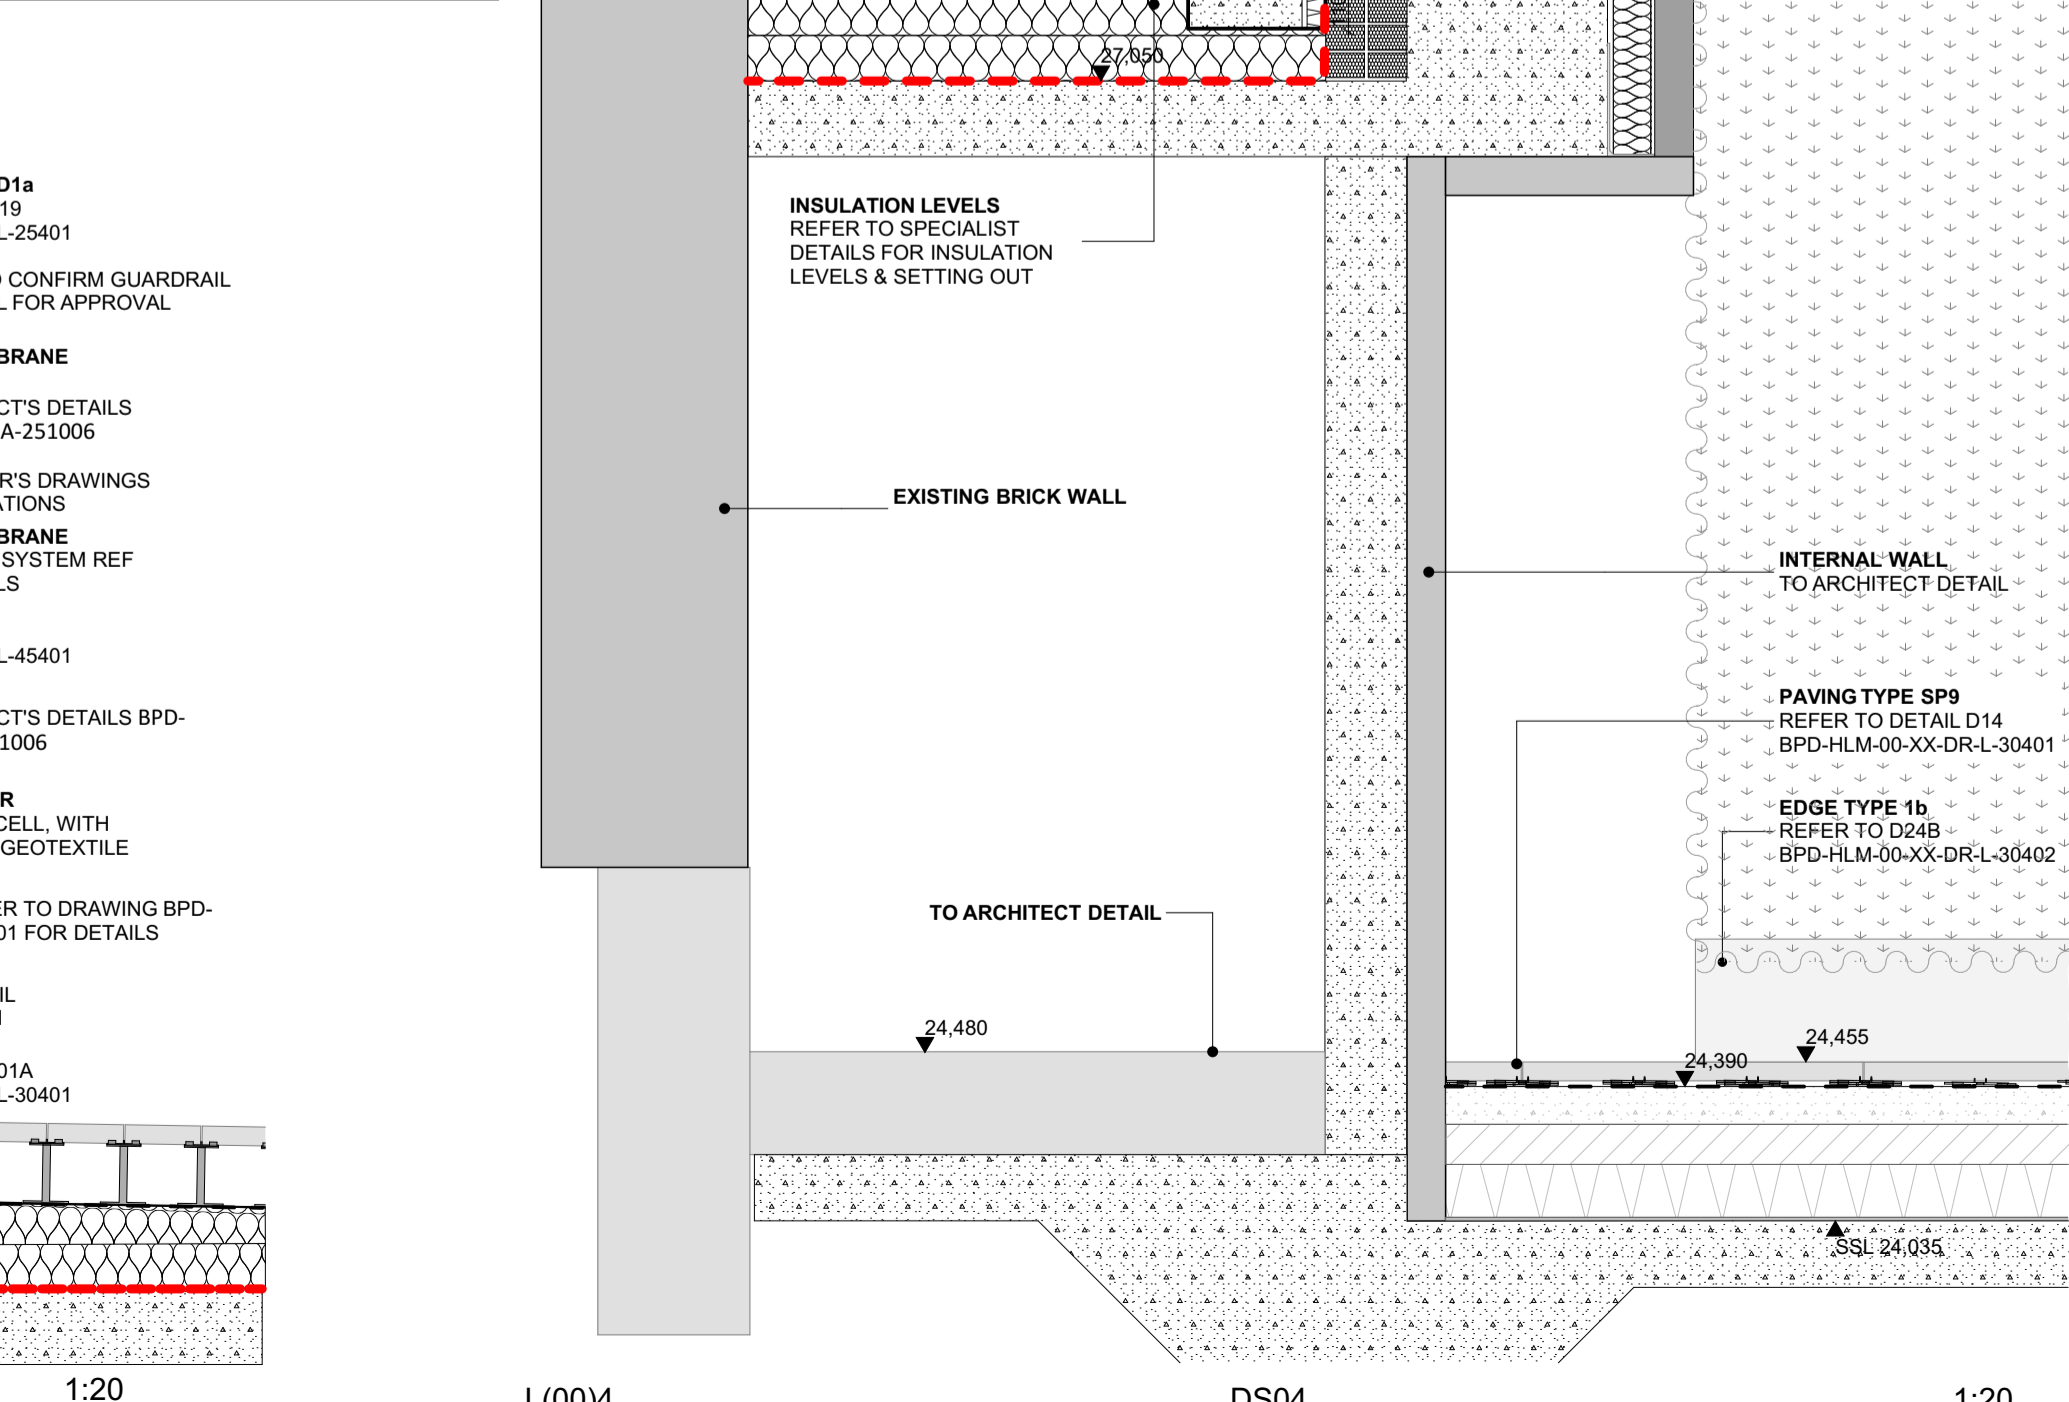 D1a
19
L-25401
CONFIRM GUARDRAIL
L FOR APPROVAL
BRANE
CT'S DETAILS
A-251006
R'S DRAWINGS
ATIONS
BRANE
SYSTEM REF
LS
L-45401
CT'S DETAILS BPD-
1006
R
CELL, WITH
GEOTEXTILE
ER TO DRAWING BPD-
01 FOR DETAILS
IL
01A
L-30401
1:20
27,050
INSULATION LEVELS
REFER TO SPECIALIST
DETAILS FOR INSULATION
LEVELS & SETTING OUT
EXISTING BRICK WALL
TO ARCHITECT DETAIL
24,480
INTERNAL WALL
TO ARCHITECT DETAIL
PAVING TYPE SP9
REFER TO DETAIL D14
BPD-HLM-00-XX-DR-L-30401
EDGE TYPE 1b
REFER TO D24B
BPD-HLM-00-XX-DR-L-30402
24,455
24,390
SSL 24,035
L(00)4
DS04
1:20